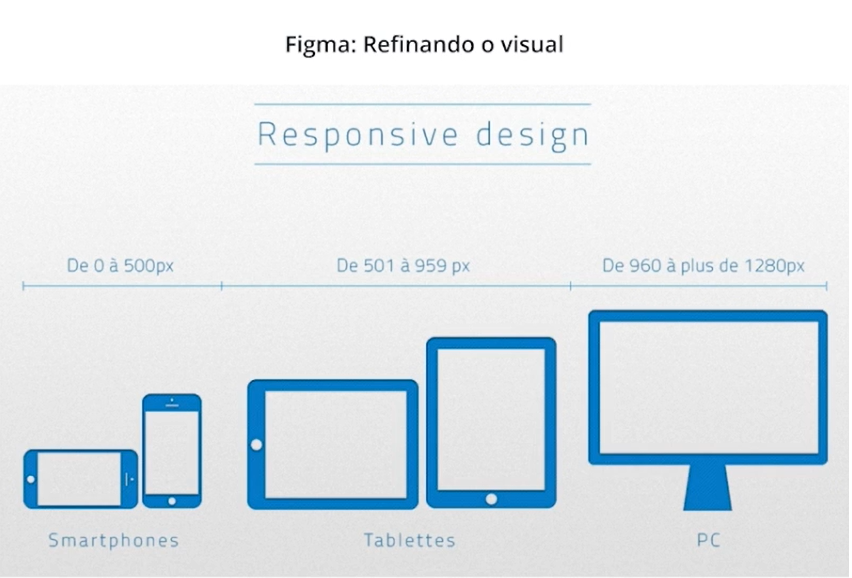 Figma: Refinando o visual
Responsive design
De 0 à 500px
De 501 à 959 px
De 960 à plus de 1280px
Smartphones
Tablettes
PC